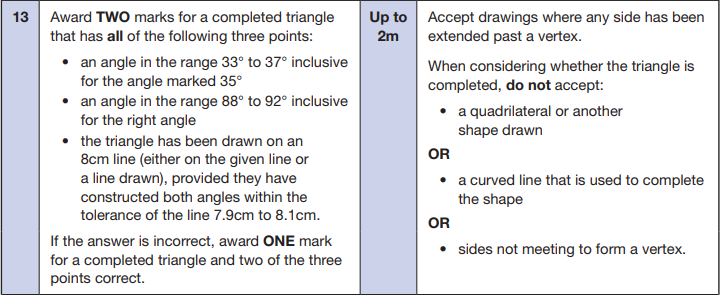 13
Award TWO marks for a completed triangle
that has all of the following three points:
• an angle in the range 33° to 37° inclusive
for the angle marked 35°
• an angle in the range 88° to 92° inclusive
for the right angle
• the triangle has been drawn on an
8cm line (either on the given line or
a line drawn), provided they have
constructed both angles within the
tolerance of the line 7.9cm to 8.1cm.
If the answer is incorrect, award ONE mark
for a completed triangle and two of the three
points correct.
Up to
2m
Accept drawings where any side has been
extended past a vertex.
When considering whether the triangle is
completed, do not accept:
• a quadrilateral or another
shape drawn
OR
• a curved line that is used to complete
the shape
OR
• sides not meeting to form a vertex.